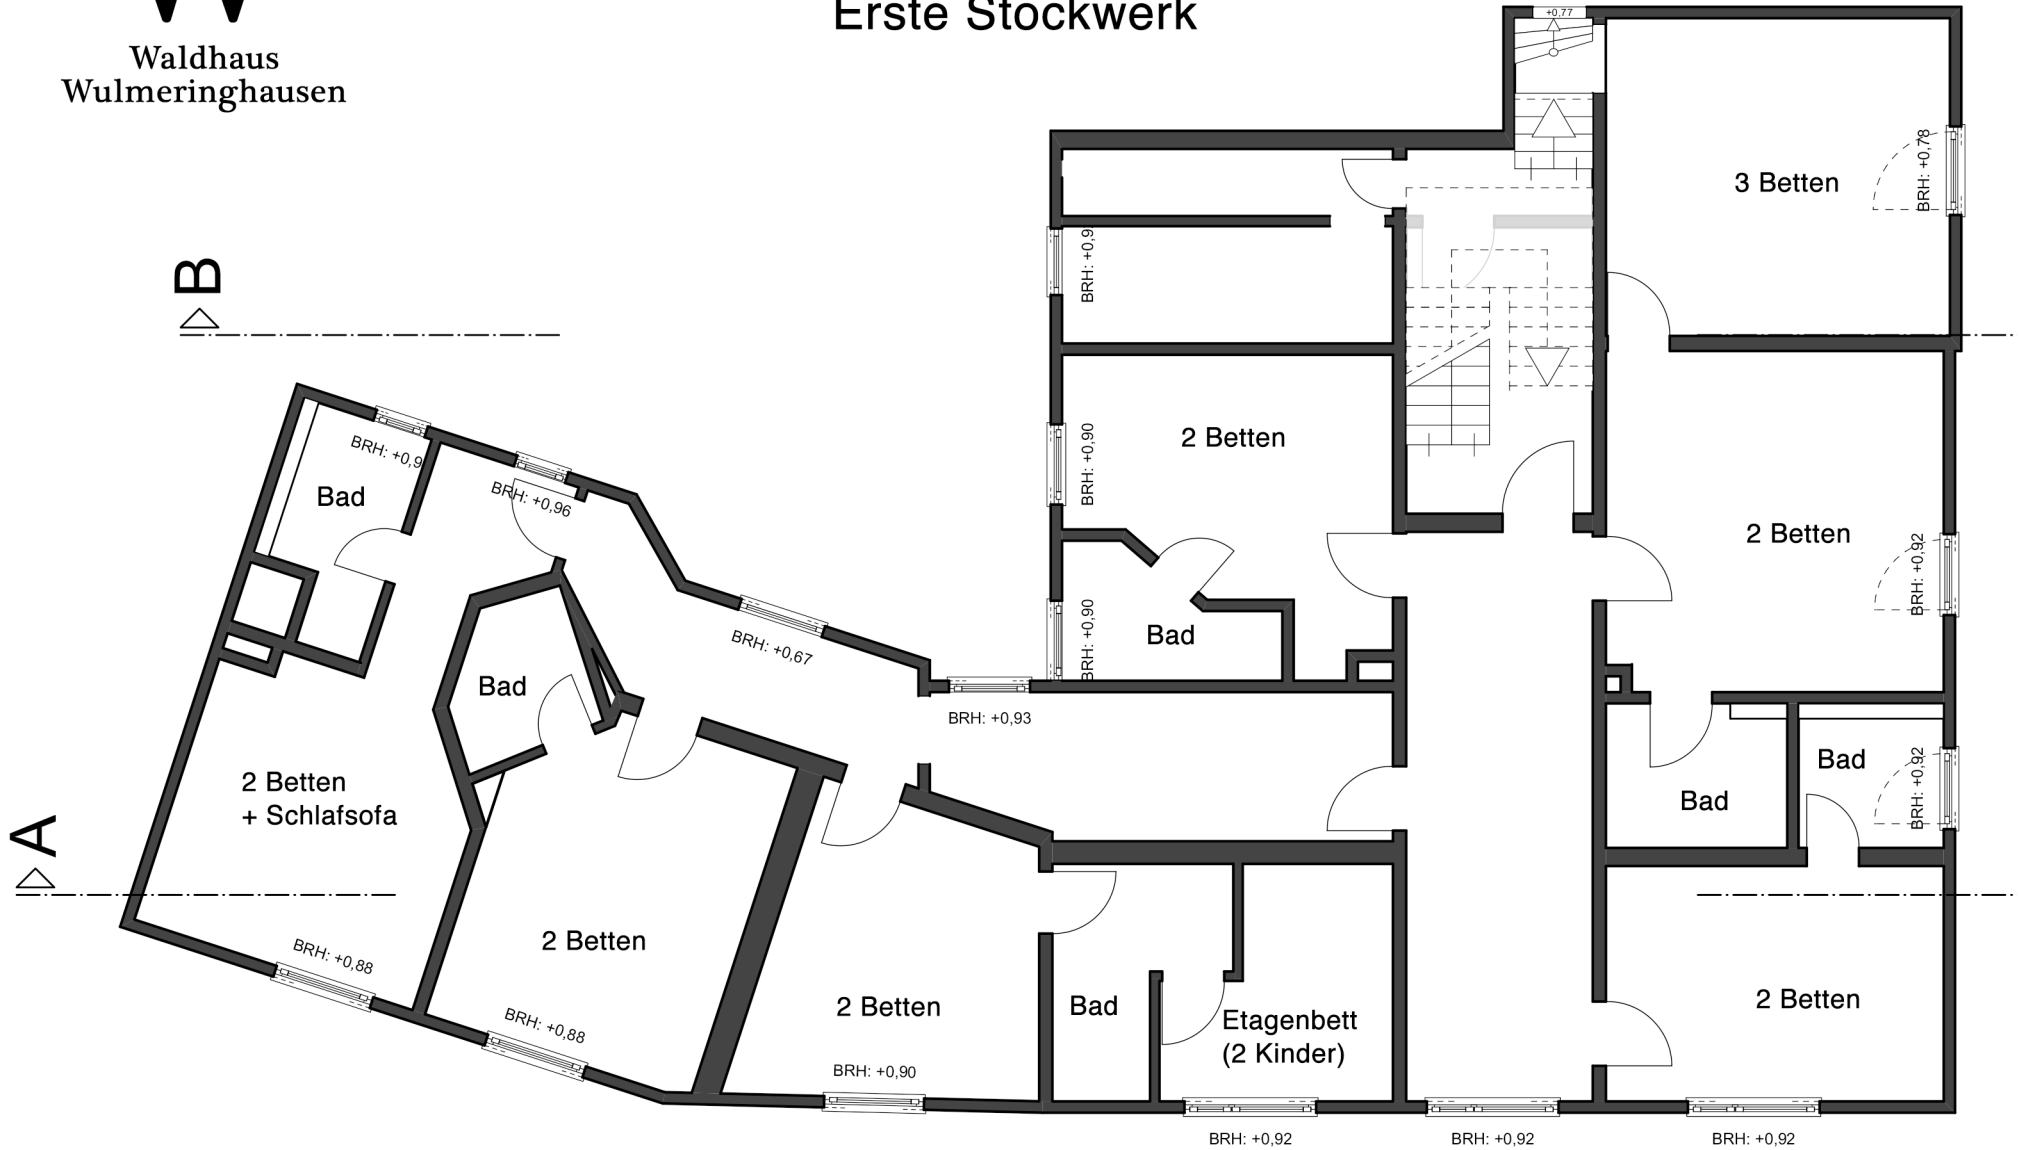 Erste Stockwerk
Waldhaus
Wulmeringhausen
+0,77
3 Betten
BRH: +0,78
BRH: +0,9
B
2 Betten
BRH: +0,90
BRH: +0,9
Bad
BRH: +0,96
2 Betten
BRH: +0,92
BRH: +0,90
Bad
BRH: +0,67
Bad
BRH: +0,93
Bad
Bad
BRH: +0,92
2 Betten
+ Schlafsofa
A
2 Betten
BRH: +0,88
BRH: +0,88
2 Betten
BRH: +0,90
Bad
Etagenbett
(2 Kinder)
2 Betten
BRH: +0,92
BRH: +0,92
BRH: +0,92